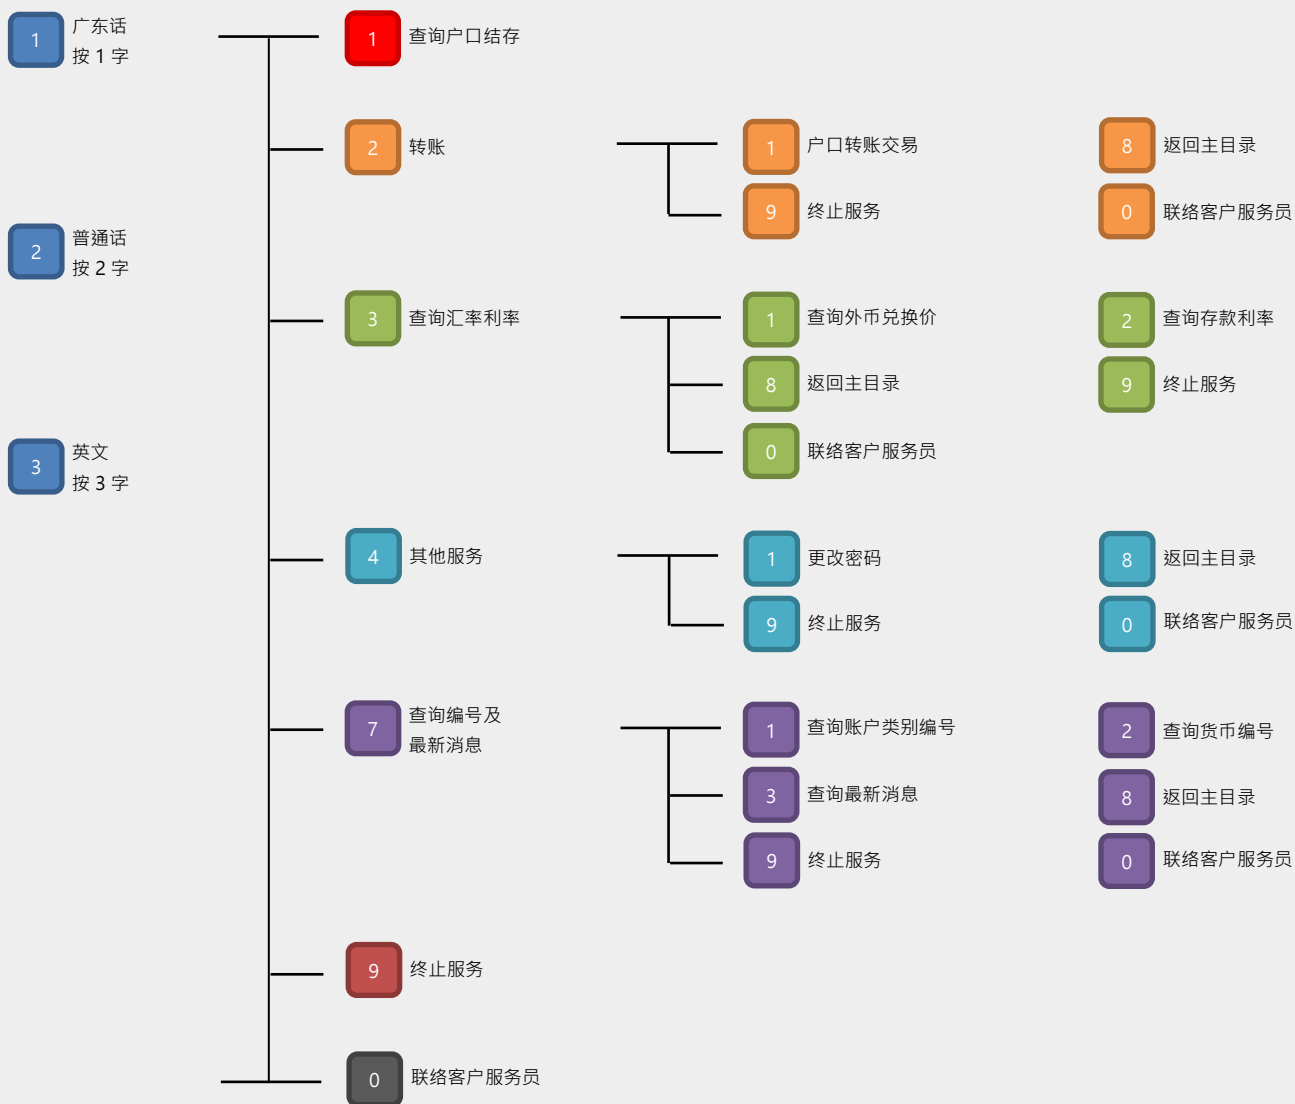 1
广东话
按 1 字
1
查询户口结存
2
转账
1
户口转账交易
8
返回主目录
9
终止服务
0
联络客户服务员
2
普通话
按 2 字
3
查询汇率利率
1
查询外币兑换价
2
查询存款利率
8
返回主目录
9
终止服务
0
联络客户服务员
3
英文
按 3 字
4
其他服务
1
更改密码
8
返回主目录
9
终止服务
0
联络客户服务员
7
查询编号及
最新消息
1
查询账户类别编号
2
查询货币编号
3
查询最新消息
8
返回主目录
9
终止服务
0
联络客户服务员
9
终止服务
0
联络客户服务员